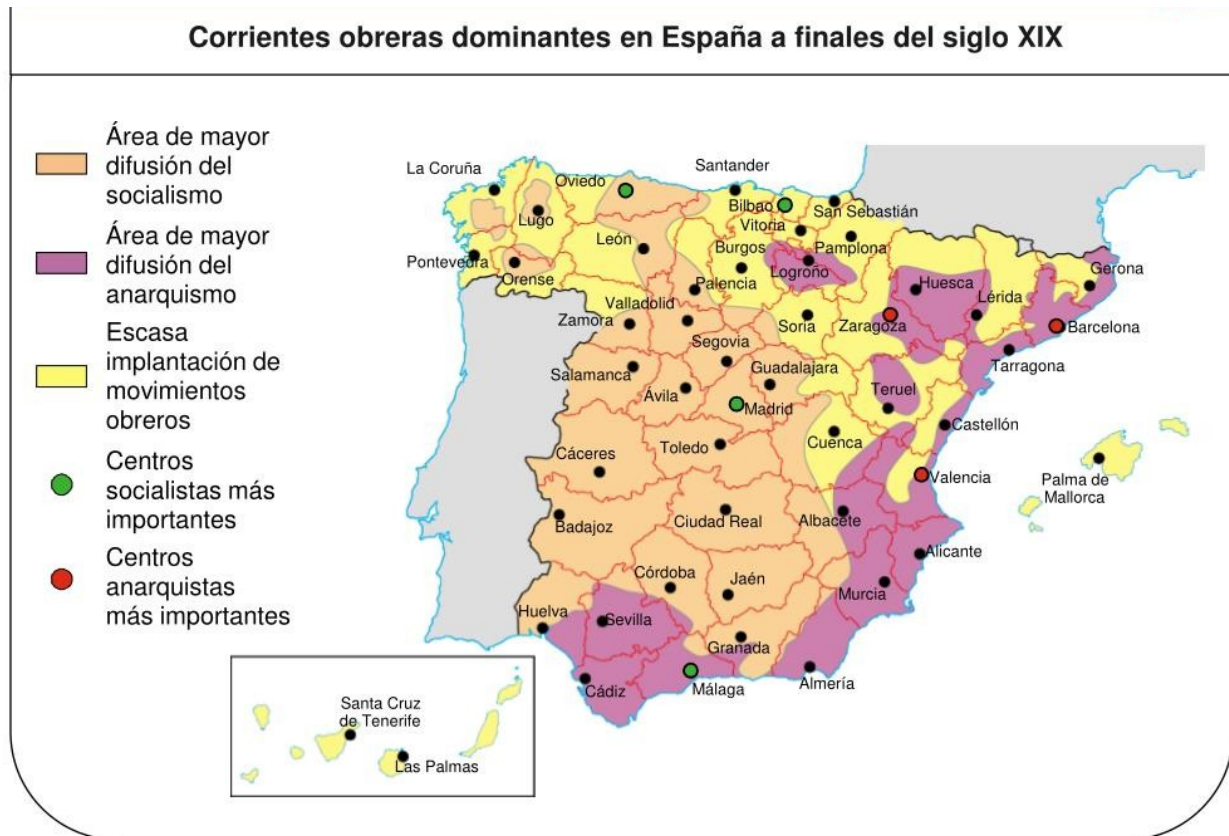 Corrientes obreras dominantes en España a finales del siglo XIX
Área de mayor
difusión del
socialismo
Área de mayor
difusión del
anarquismo
Escasa
implantación de
movimientos
obreros
Centros
socialistas más
importantes
Centros
anarquistas
más importantes
La Coruña
Lugo
Pontevedra
Orense
Oviedo
León
Santander
Bilbao
San Sebastián
Vitoria
Pamplona
Burgos
Logroño
Palencia
Huesca
Gerona
Lérida
Zamora
Valladolid
Soria
Zaragoza
Barcelona
Segovia
Tarragona
Salamanca
Ávila
Guadalajara
Madrid
Teruel
Castellón
Cáceres
Toledo
Cuenca
Valencia
Palma de
Mallorca
Badajoz
Ciudad Real
Albacete
Alicante
Córdoba
Jaén
Murcia
Huelva
Sevilla
Granada
Cádiz
Málaga
Almería
Santa Cruz
de Tenerife
Las Palmas